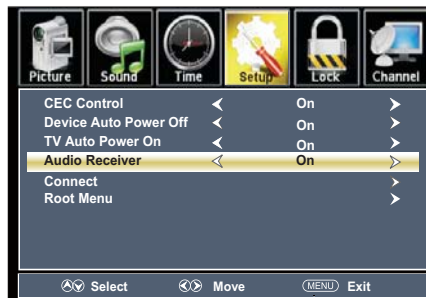 Picture Sound Time Setup Lock Channel
CEC Control On
Device Auto Power Off On
TV Auto Power On On
Audio Receiver On
Connect
Root Menu
Select Move MENU Exit